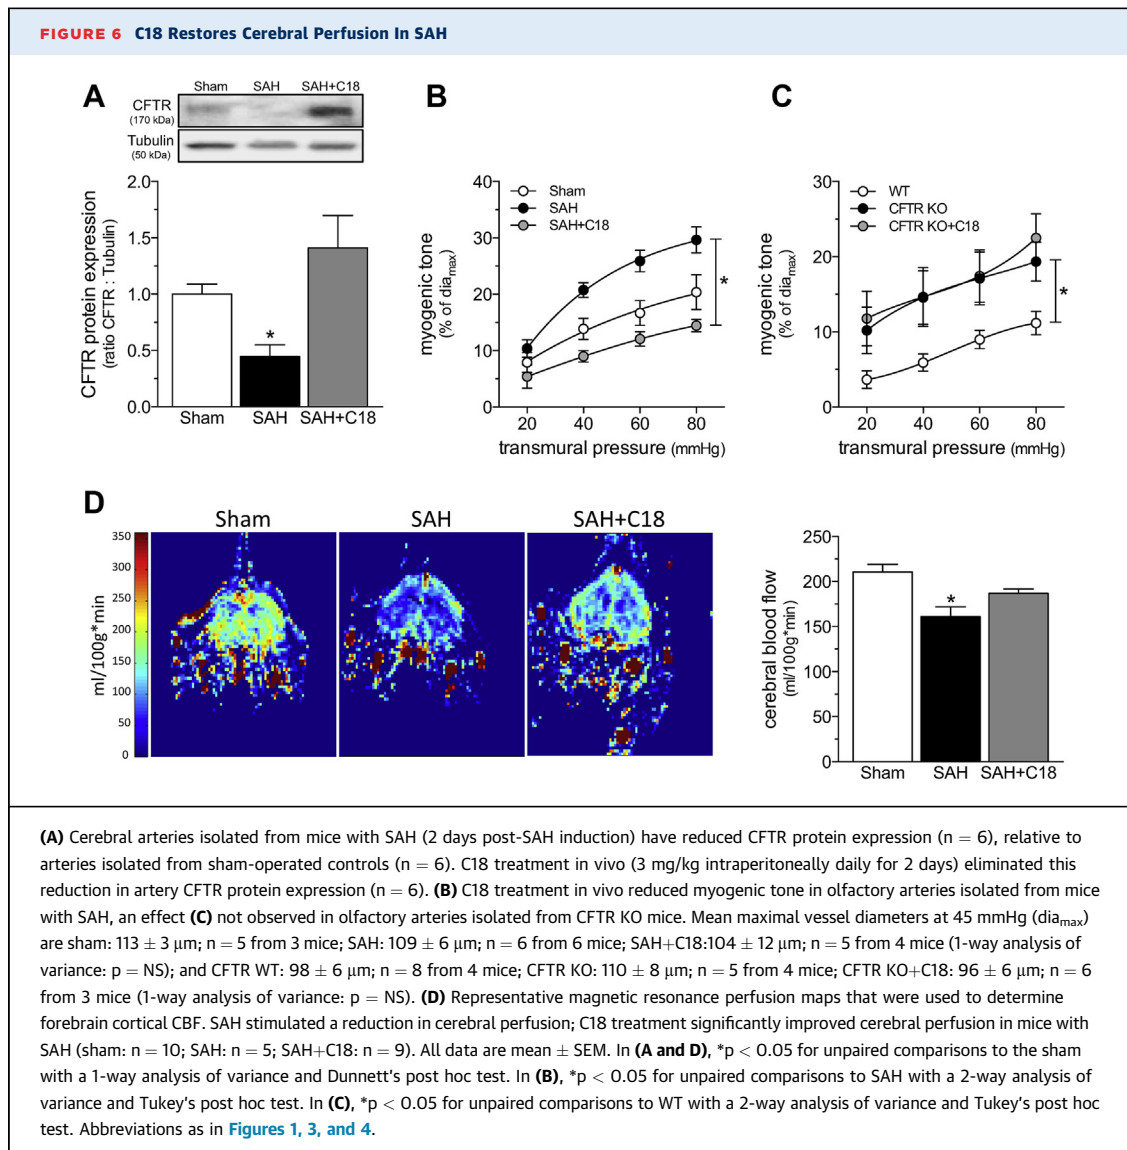 FIGURE 6 C18 Restores Cerebral Perfusion In SAH
A
Sham SAH SAH+C18
CFTR
(170 kDa)
Tubulin
(50 kDa)
CFTR protein expression
(ratio CFTR : Tubulin)
2.0
1.5
1.0
0.5
0.0
*
Sham SAH SAH+C18
B
myogenic tone
(% of dia_max)
40
30
20
10
0
Sham
SAH
SAH+C18
*
20 40 60 80
transmural pressure (mmHg)
C
myogenic tone
(% of dia_max)
30
20
10
0
WT
CFTR KO
CFTR KO+C18
*
20 40 60 80
transmural pressure (mmHg)
D
Sham SAH SAH+C18
ml/100g*min
350
300
250
200
150
100
50
0
cerebral blood flow
(ml/100g*min)
250
200
150
100
50
0
*
Sham SAH SAH+C18
(A) Cerebral arteries isolated from mice with SAH (2 days post-SAH induction) have reduced CFTR protein expression (n = 6), relative to
arteries isolated from sham-operated controls (n = 6). C18 treatment in vivo (3 mg/kg intraperitoneally daily for 2 days) eliminated this
reduction in artery CFTR protein expression (n = 6). (B) C18 treatment in vivo reduced myogenic tone in olfactory arteries isolated from mice
with SAH, an effect (C) not observed in olfactory arteries isolated from CFTR KO mice. Mean maximal vessel diameters at 45 mmHg (dia_max)
are sham: 113 ± 3 μm; n = 5 from 3 mice; SAH: 109 ± 6 μm; n = 6 from 6 mice; SAH+C18:104 ± 12 μm; n = 5 from 4 mice (1-way analysis of
variance: p = NS); and CFTR WT: 98 ± 6 μm; n = 8 from 4 mice; CFTR KO: 110 ± 8 μm; n = 5 from 4 mice; CFTR KO+C18: 96 ± 6 μm; n = 6
from 3 mice (1-way analysis of variance: p = NS). (D) Representative magnetic resonance perfusion maps that were used to determine
forebrain cortical CBF. SAH stimulated a reduction in cerebral perfusion; C18 treatment significantly improved cerebral perfusion in mice with
SAH (sham: n = 10; SAH: n = 5; SAH+C18: n = 9). All data are mean ± SEM. In (A and D), *p < 0.05 for unpaired comparisons to the sham
with a 1-way analysis of variance and Dunnett's post hoc test. In (B), *p < 0.05 for unpaired comparisons to SAH with a 2-way analysis of
variance and Tukey's post hoc test. In (C), *p < 0.05 for unpaired comparisons to WT with a 2-way analysis of variance and Tukey's post hoc
test. Abbreviations as in Figures 1, 3, and 4.